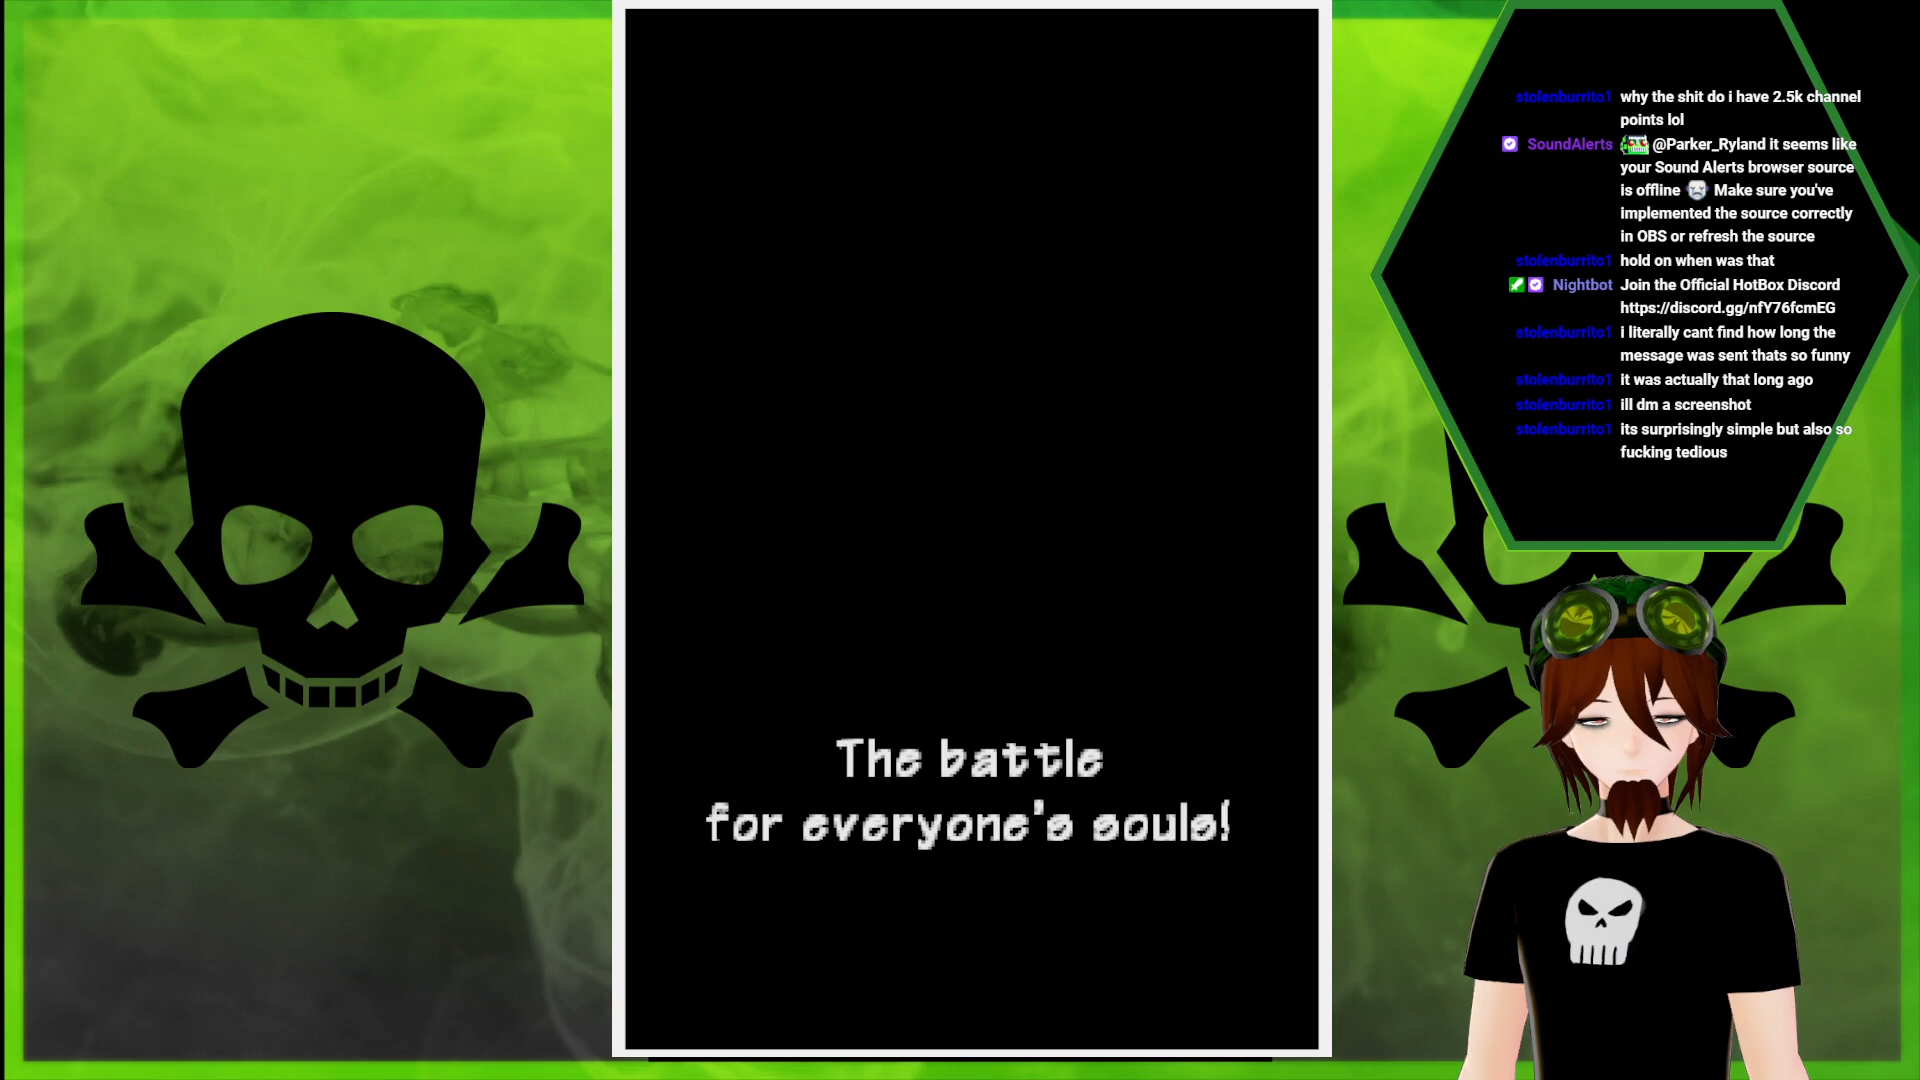 The battle
for everyone's souls!
stolenburrito1 why the shit do i have 2.5k channel
points lol
SoundAlerts @Parker_Ryland it seems like
your Sound Alerts browser source
is offline Make sure you've
implemented the source correctly
in OBS or refresh the source
stolenburrito1 hold on when was that
Nightbot Join the Official HotBox Discord
https://discord.gg/nfY76fcmEG
stolenburrito1 i literally cant find how long the
message was sent thats so funny
stolenburrito1 it was actually that long ago
stolenburrito1 ill dm a screenshot
stolenburrito1 its surprisingly simple but also so
fucking tedious